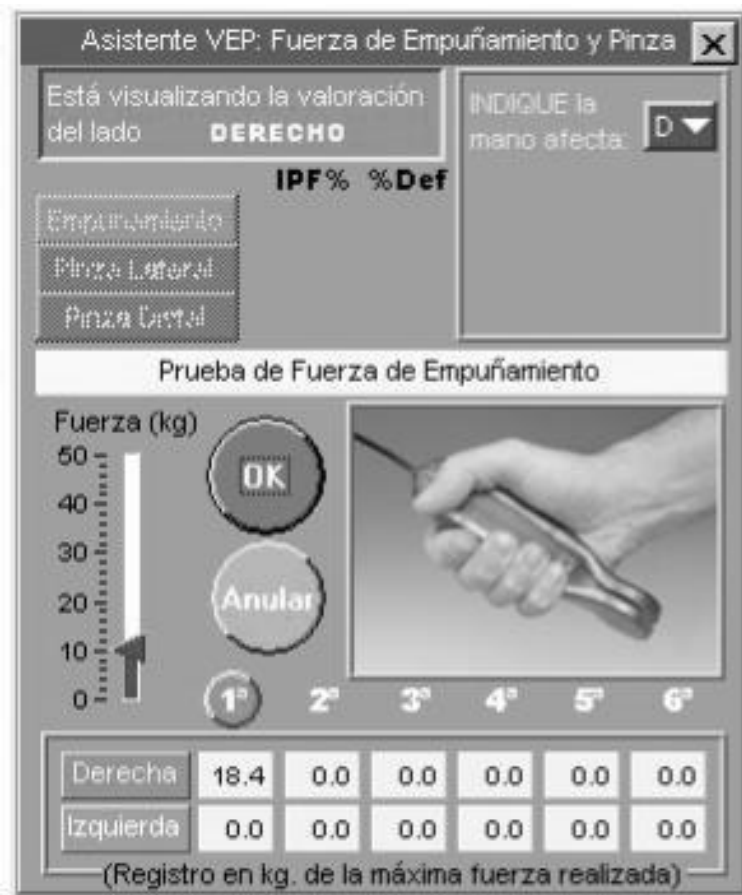 Asistente VEP: Fuerza de Empuñamiento y Pinza
Está visualizando la valoración
del lado DERECHO
INDIQUE la
mano afecta:
D
IPF% %Def
Empunamiento
Pinza Lateral
Pinza Distal
Prueba de Fuerza de Empuñamiento
Fuerza (kg)
50
40
30
20
10
0
OK
Anular
1ª 2ª 3ª 4ª 5ª 6ª
Derecha 18.4 0.0 0.0 0.0 0.0 0.0
Izquierda 0.0 0.0 0.0 0.0 0.0 0.0
(Registro en kg. de la máxima fuerza realizada)